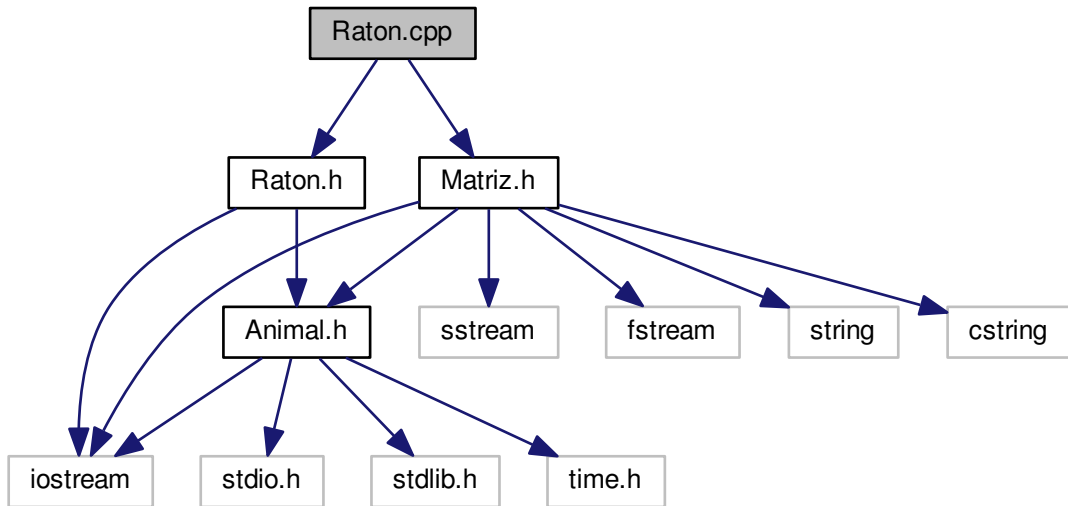 Raton.cpp
Raton.h
Matriz.h
Animal.h
sstream
fstream
string
cstring
iostream
stdio.h
stdlib.h
time.h